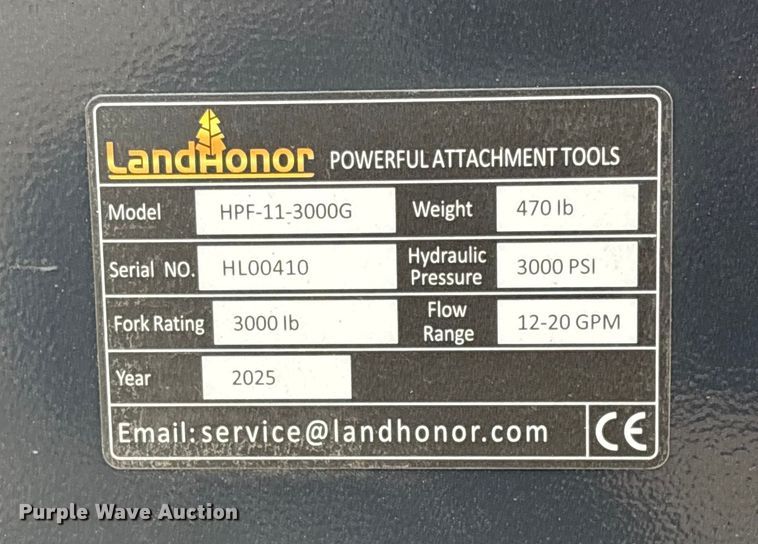 LandHonor POWERFUL ATTACHMENT TOOLS
Model HPF-11-3000G Weight 470 lb
Serial NO. HL00410 Hydraulic Pressure 3000 PSI
Fork Rating 3000 lb Flow Range 12-20 GPM
Year 2025
Email: service@landhonor.com CE
Purple Wave Auction